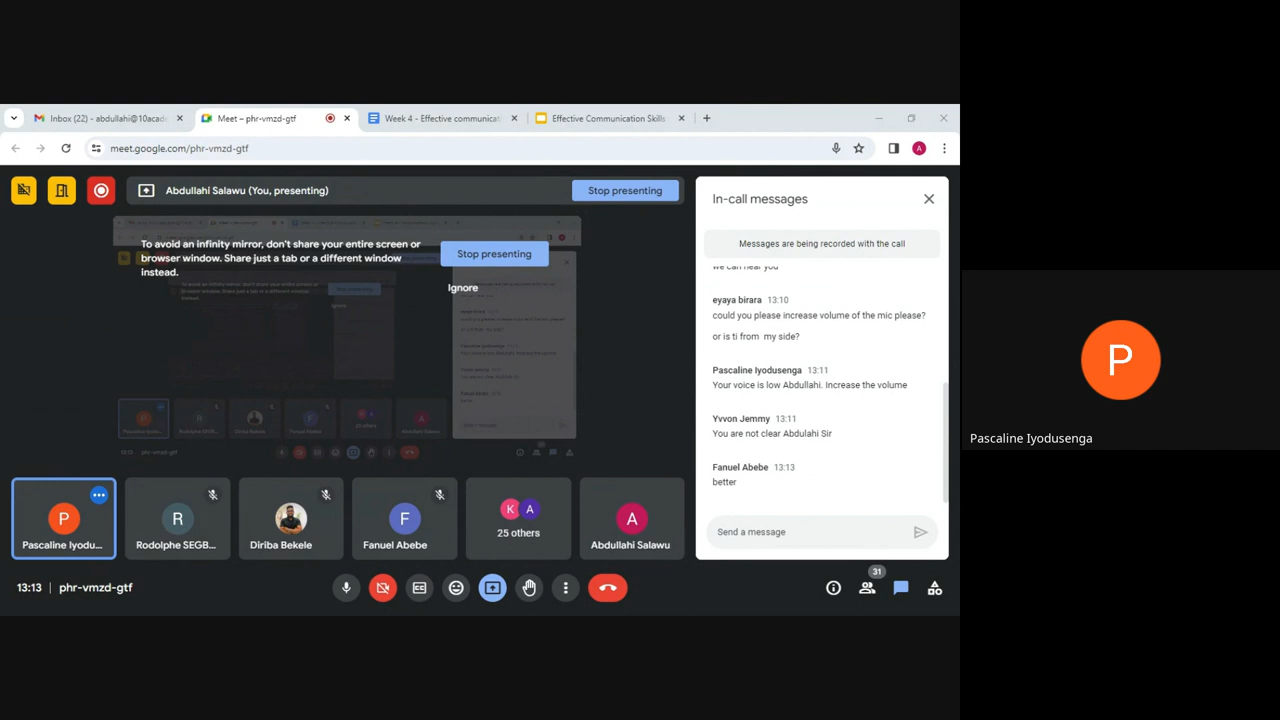 Inbox (22) - abdullahi@10acade
Meet – phr-vmzd-gtf
Week 4 - Effective communicat
Effective Communication Skills
meet.google.com/phr-vmzd-gtf
A
Abdullahi Salawu (You, presenting)
Stop presenting
To avoid an infinity mirror, don't share your entire screen or
browser window. Share just a tab or a different window
instead.
Stop presenting
Ignore
In-call messages
Messages are being recorded with the call
we can hear you
eyaya birara 13:10
could you please increase volume of the mic please?
or is ti from my side?
Pascaline Iyodusenga 13:11
Your voice is low Abdullahi. Increase the volume
Yvvon Jemmy 13:11
You are not clear Abdulahi Sir
Fanuel Abebe 13:13
better
Send a message
P
Pascaline Iyodu...
R
Rodolphe SEGB...
Diriba Bekele
F
Fanuel Abebe
K A
25 others
A
Abdullahi Salawu
13:13 | phr-vmzd-gtf
31
P
Pascaline Iyodusenga